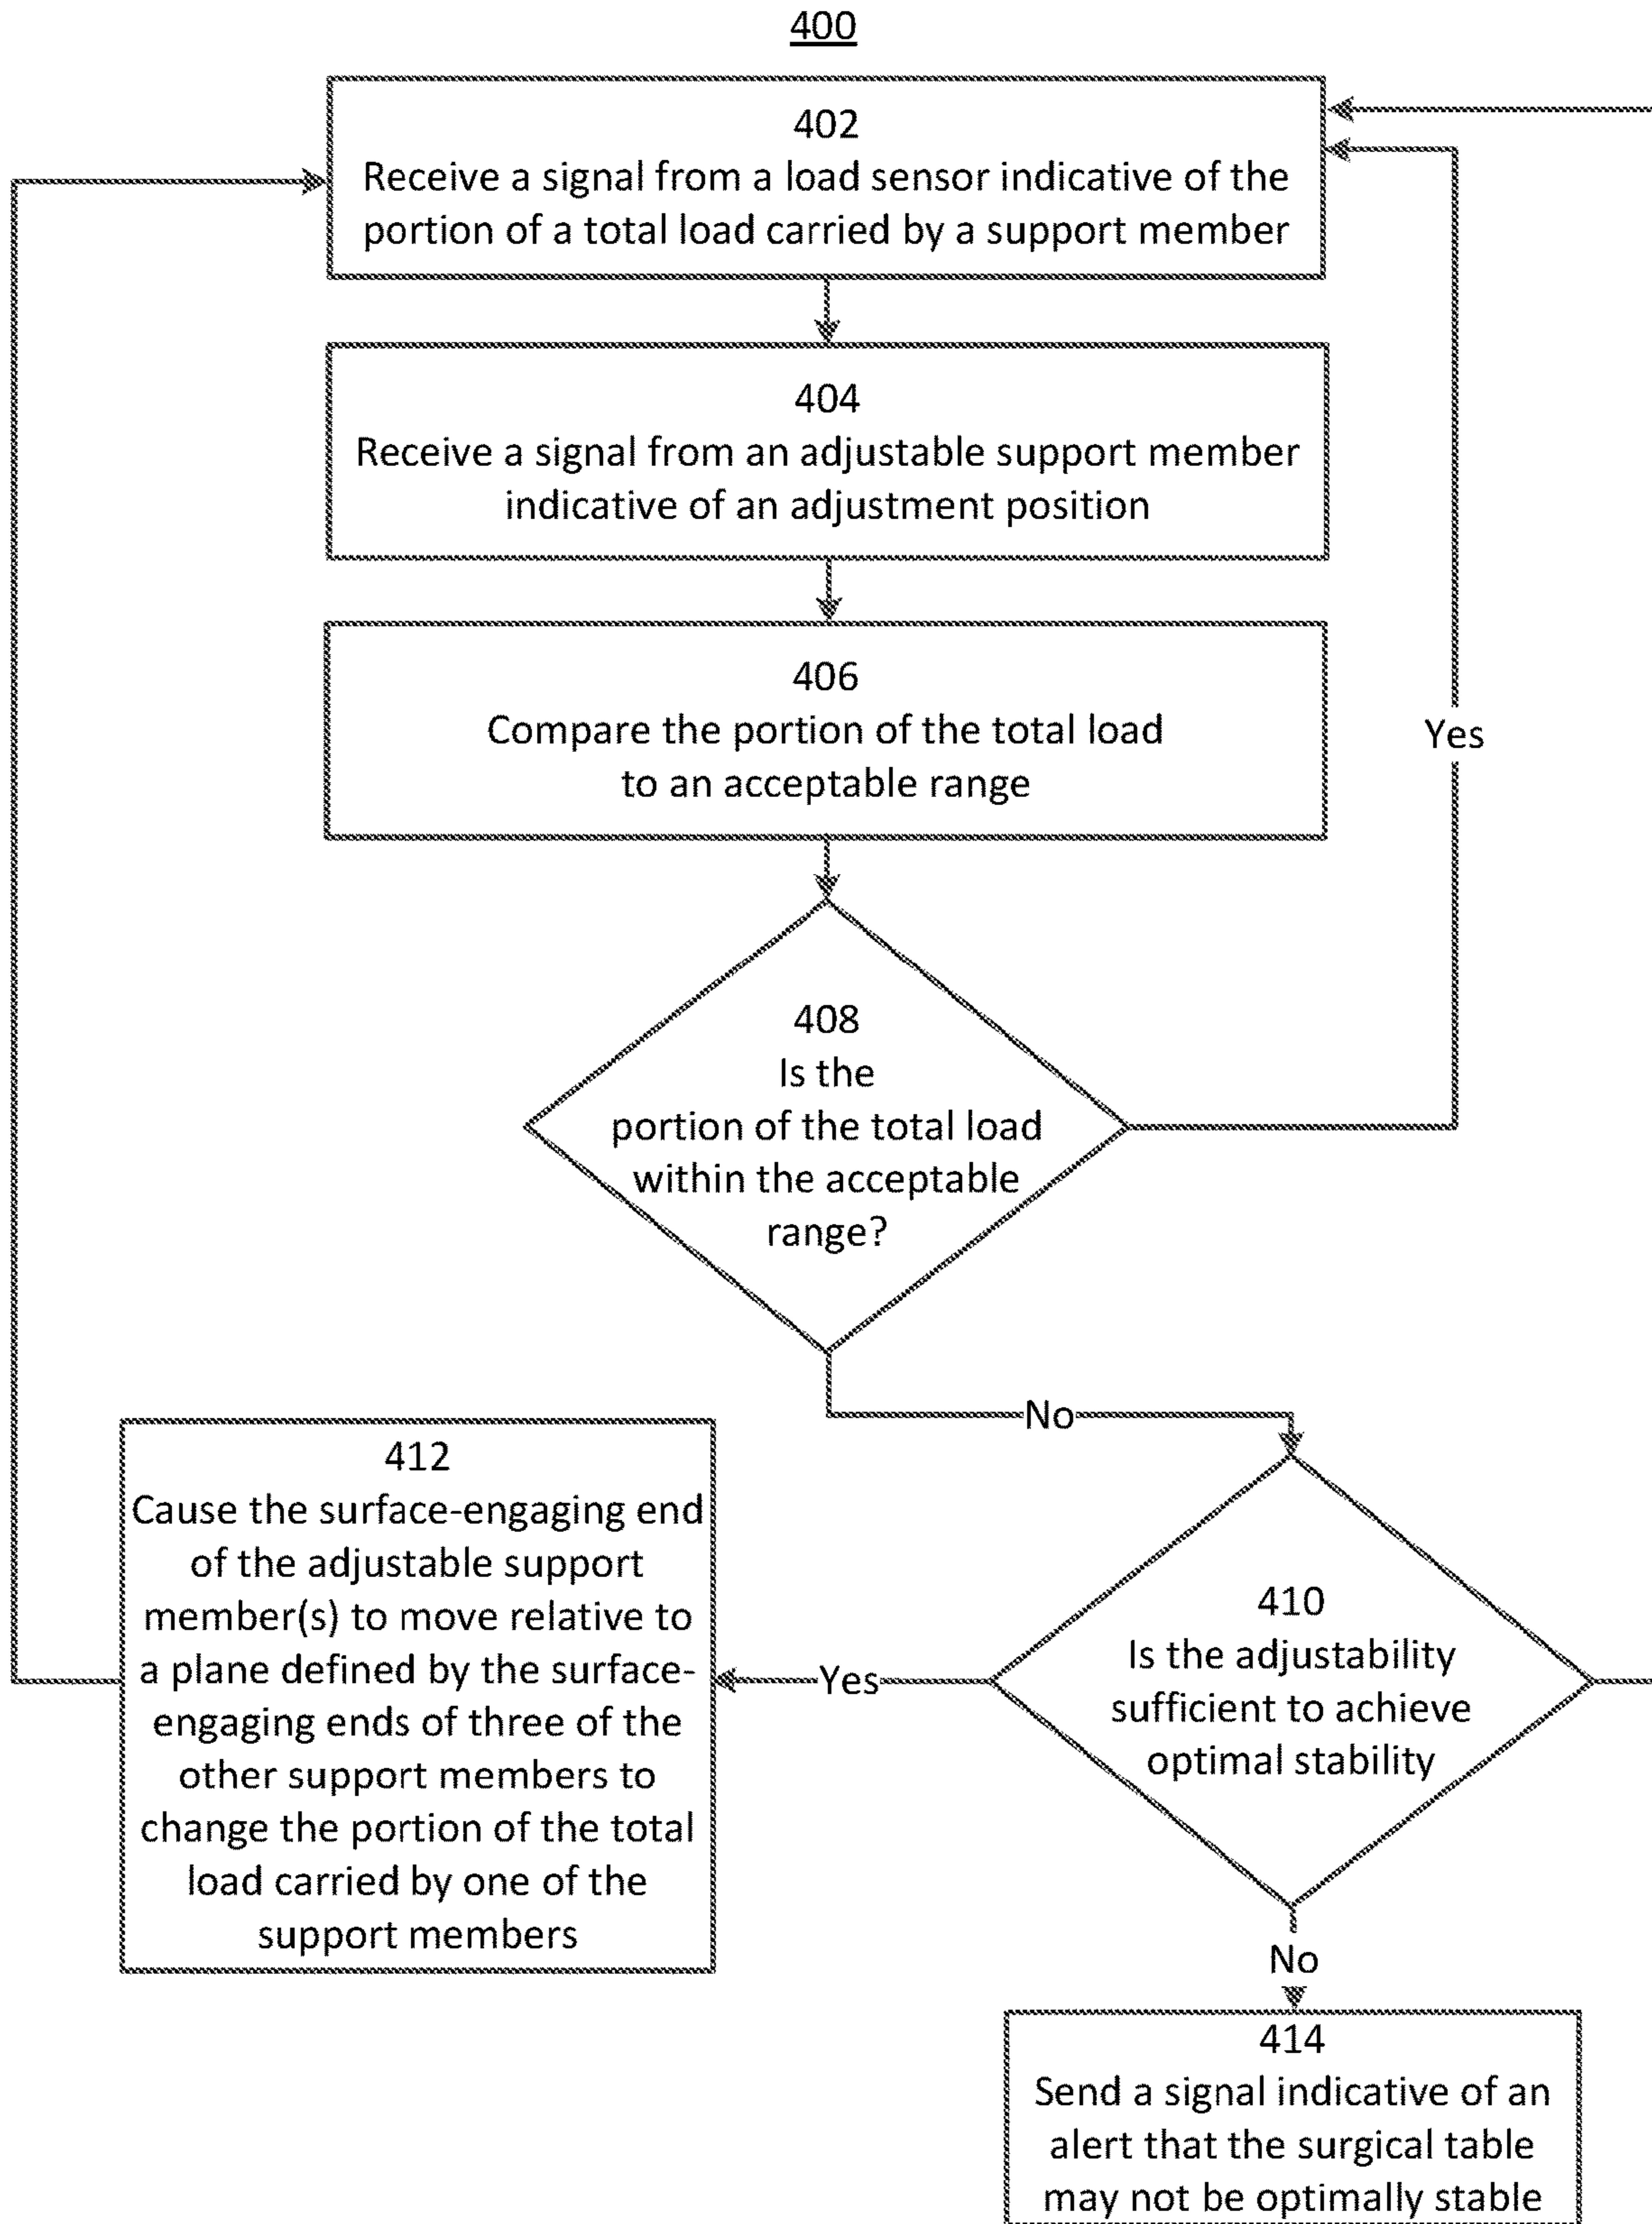 400
402
Receive a signal from a load sensor indicative of the
portion of a total load carried by a support member
404
Receive a signal from an adjustable support member
indicative of an adjustment position
406
Compare the portion of the total load
to an acceptable range
Yes
408
Is the
portion of the total load
within the acceptable
range?
No
412
Cause the surface-engaging end
of the adjustable support
member(s) to move relative to
a plane defined by the surface-
engaging ends of three of the
other support members to
change the portion of the total
load carried by one of the
support members
Yes
410
Is the adjustability
sufficient to achieve
optimal stability
No
414
Send a signal indicative of an
alert that the surgical table
may not be optimally stable